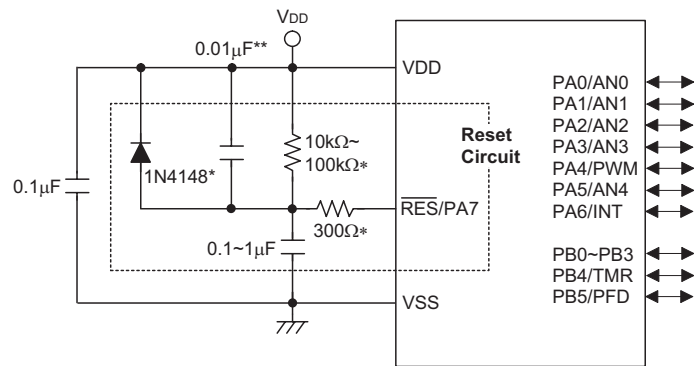 VDD
0.01µF**
VDD
PA0/AN0
PA1/AN1
PA2/AN2
Reset
Circuit
10kΩ~
100kΩ*
PA3/AN3
PA4/PWM
1N4148*
0.1µF
PA5/AN4
RES/PA7
PA6/INT
300Ω*
0.1~1µF
PB0~PB3
PB4/TMR
VSS
PB5/PFD